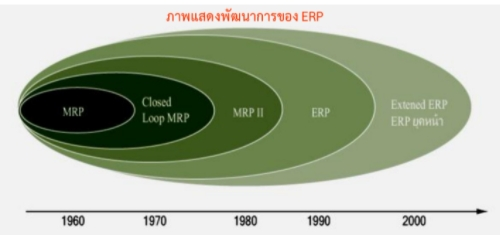 ภาพแสดงพัฒนาการของ ERP
MRP
Closed
Loop MRP
MRP II
ERP
Extened ERP
ERP ยุคหน้า
1960
1970
1980
1990
2000